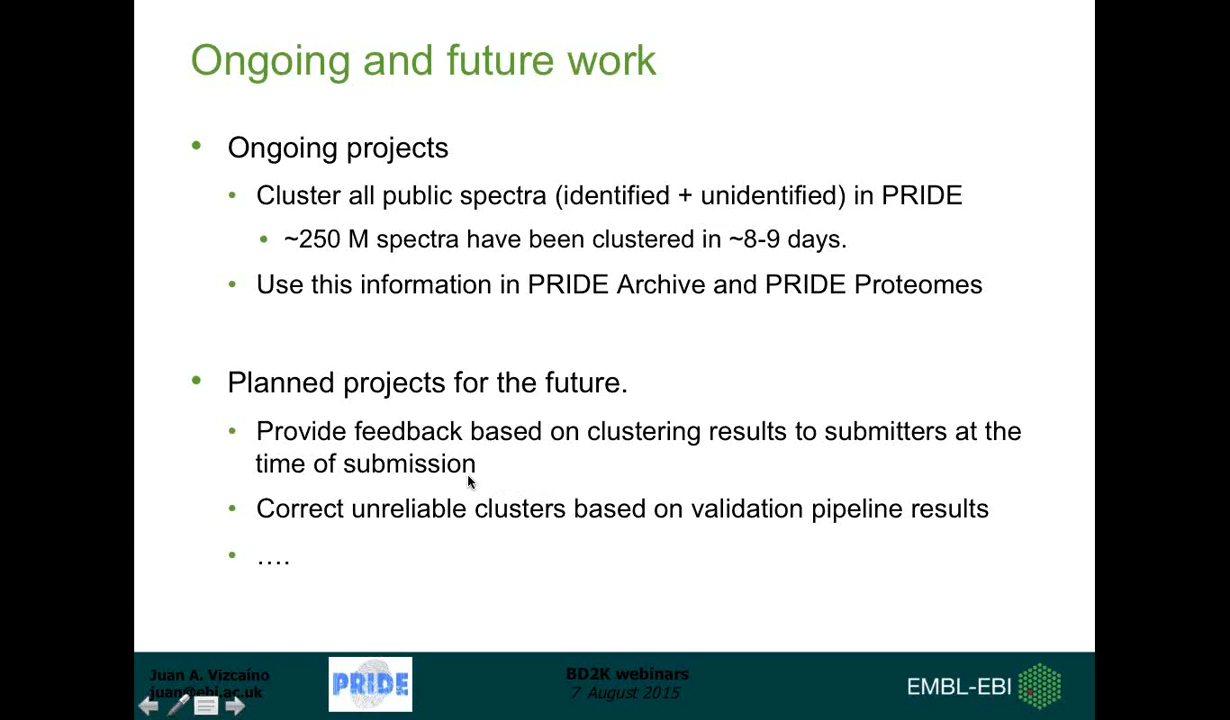 Ongoing and future work
• Ongoing projects
• Cluster all public spectra (identified + unidentified) in PRIDE
• ~250 M spectra have been clustered in ~8-9 days.
• Use this information in PRIDE Archive and PRIDE Proteomes
• Planned projects for the future.
• Provide feedback based on clustering results to submitters at the
time of submission
• Correct unreliable clusters based on validation pipeline results
• ....
Juan A. Vizcaíno
juan@ebi.ac.uk
PRIDE
BD2K webinars
7 August 2015
EMBL-EBI